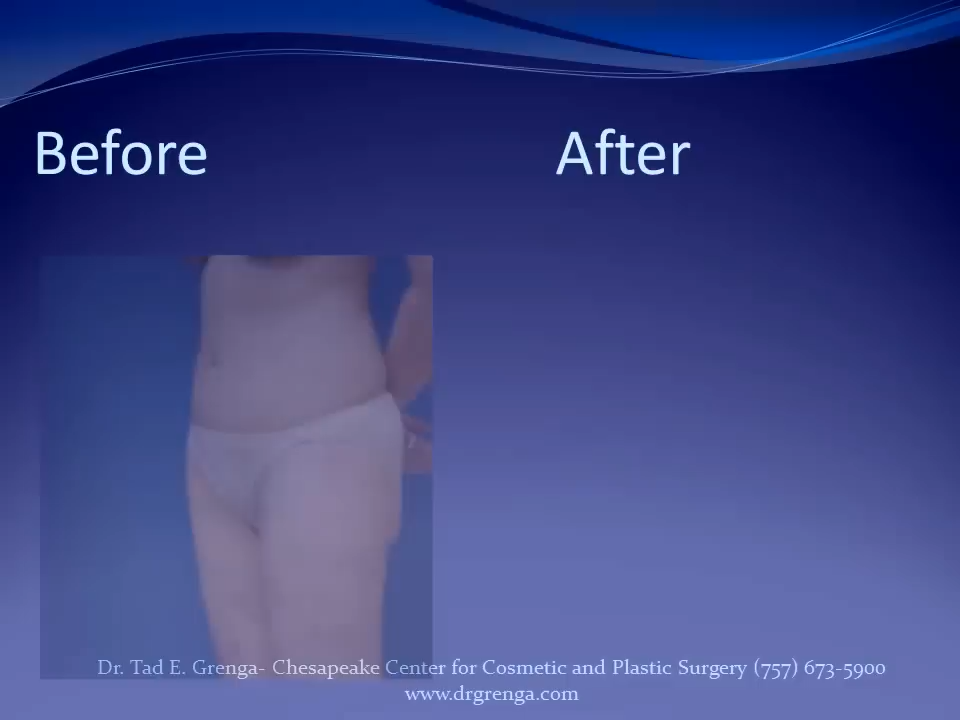 Before After
Dr. Tad E. Grenga- Chesapeake Center for Cosmetic and Plastic Surgery (757) 673-5900
www.drgrenga.com